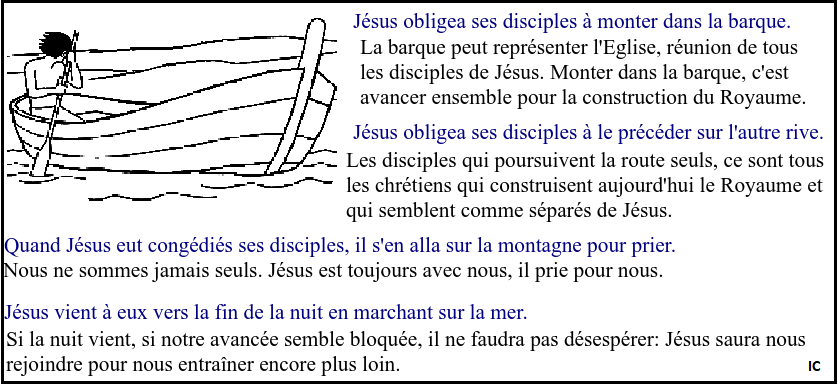 Jésus obligea ses disciples à monter dans la barque.
La barque peut représenter l'Eglise, réunion de tous
les disciples de Jésus. Monter dans la barque, c'est
avancer ensemble pour la construction du Royaume.
Jésus obligea ses disciples à le précéder sur l'autre rive.
Les disciples qui poursuivent la route seuls, ce sont tous
les chrétiens qui construisent aujourd'hui le Royaume et
qui semblent comme séparés de Jésus.
Quand Jésus eut congédiés ses disciples, il s'en alla sur la montagne pour prier.
Nous ne sommes jamais seuls. Jésus est toujours avec nous, il prie pour nous.
Jésus vient à eux vers la fin de la nuit en marchant sur la mer.
Si la nuit vient, si notre avancée semble bloquée, il ne faudra pas désespérer: Jésus saura nous
rejoindre pour nous entraîner encore plus loin.
IC